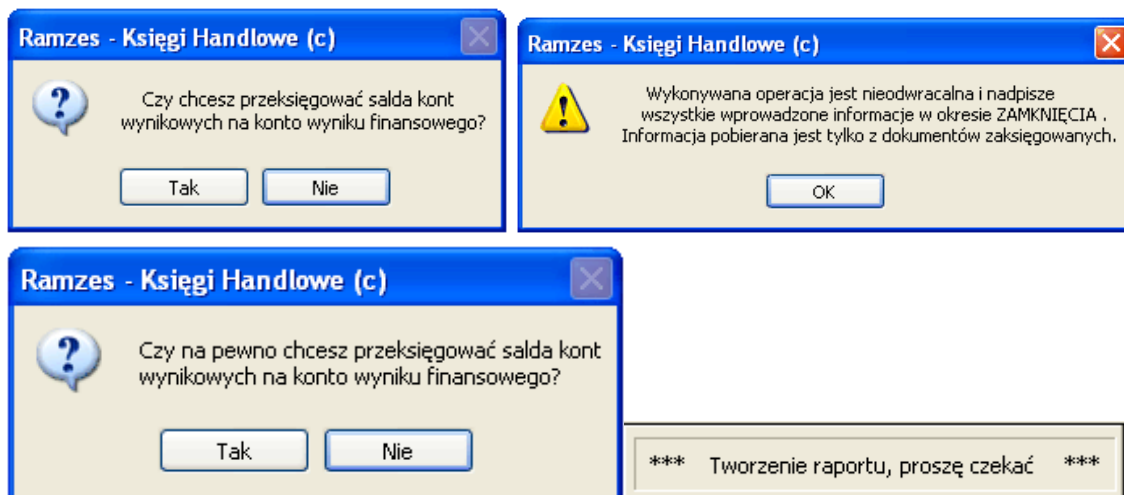 Ramzes - Księgi Handlowe (c)
Czy chcesz przeksięgować salda kont
wynikowych na konto wyniku finansowego?
Tak Nie
Ramzes - Księgi Handlowe (c)
Wykonywana operacja jest nieodwracalna i nadpisze
wszystkie wprowadzone informacje w okresie ZAMKNIĘCIA .
Informacja pobierana jest tylko z dokumentów zaksięgowanych.
OK
Ramzes - Księgi Handlowe (c)
Czy na pewno chcesz przeksięgować salda kont
wynikowych na konto wyniku finansowego?
Tak Nie
*** Tworzenie raportu, proszę czekać ***